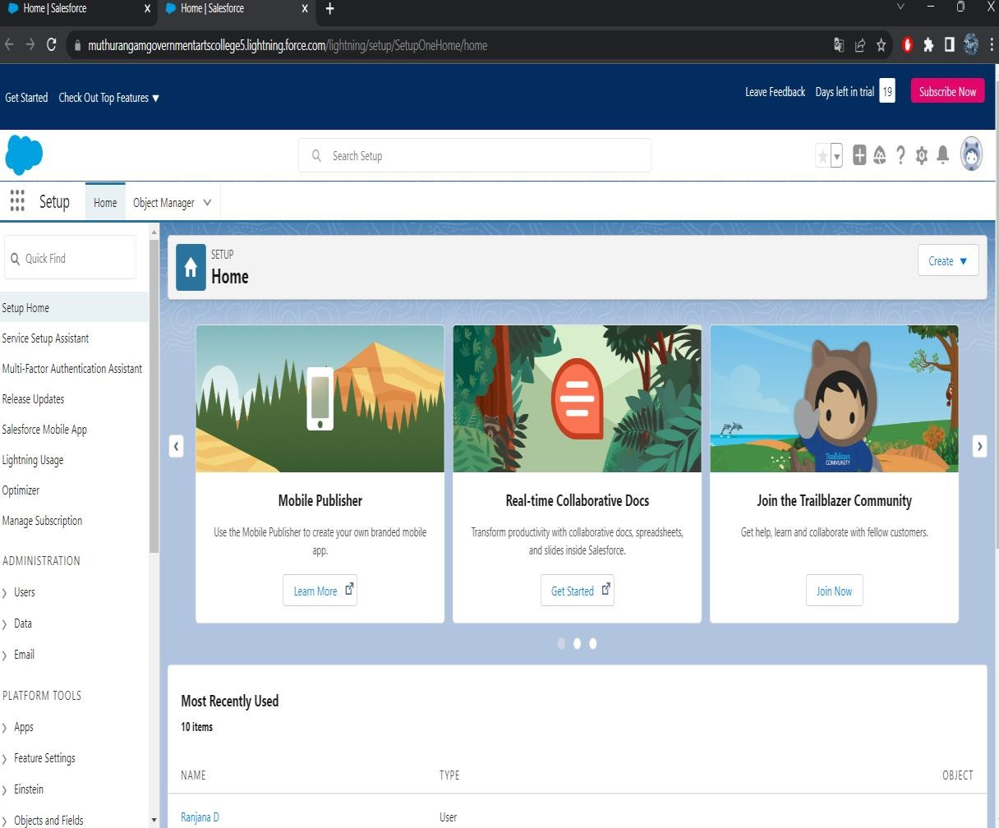 Home | Salesforce
Home | Salesforce
muthurangamgovernmentartscollege5.lightning.force.com/lightning/setup/SetupOneHome/home
Get Started Check Out Top Features ▼
Leave Feedback Days left in trial 19 Subscribe Now
Search Setup
Setup Home Object Manager
Quick Find
Setup Home
Service Setup Assistant
Multi-Factor Authentication Assistant
Release Updates
Salesforce Mobile App
Lightning Usage
Optimizer
Manage Subscription
ADMINISTRATION
Users
Data
Email
PLATFORM TOOLS
Apps
Feature Settings
Einstein
Objects and Fields
SETUP
Home
Create ▼
Mobile Publisher
Use the Mobile Publisher to create your own branded mobile
app.
Learn More
Real-time Collaborative Docs
Transform productivity with collaborative docs, spreadsheets,
and slides inside Salesforce.
Get Started
Trailblazer
COMMUNITY
Join the Trailblazer Community
Get help, learn and collaborate with fellow customers.
Join Now
Most Recently Used
10 items
NAME TYPE OBJECT
Ranjana D User